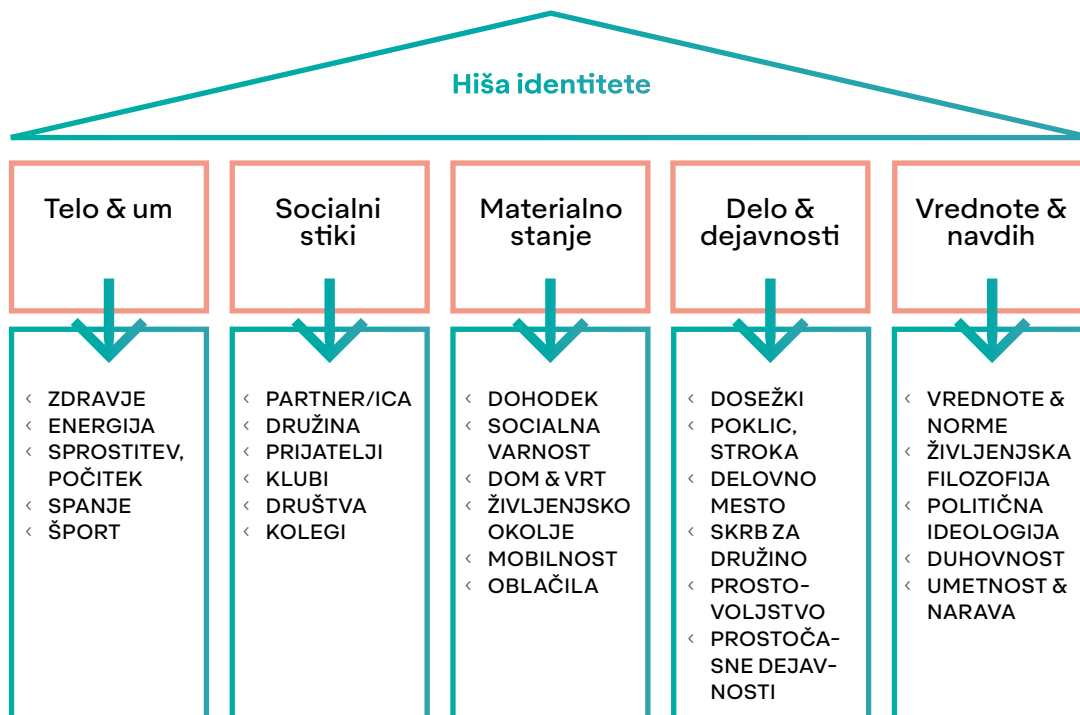 Hiša identitete
Telo & um
Socialni
stiki
Materialno
stanje
Delo &
dejavnosti
Vrednote &
navdih
‹ ZDRAVJE
‹ ENERGIJA
‹ SPROSTITEV,
POČITEK
‹ SPANJE
‹ ŠPORT
‹ PARTNER/ICA
‹ DRUŽINA
‹ PRIJATELJI
‹ KLUBI
‹ DRUŠTVA
‹ KOLEGI
‹ DOHODEK
‹ SOCIALNA
VARNOST
‹ DOM & VRT
‹ ŽIVLJENJSKO
OKOLJE
‹ MOBILNOST
‹ OBLAČILA
‹ DOSEŽKI
‹ POKLIC,
STROKA
‹ DELOVNO
MESTO
‹ SKRB ZA
DRUŽINO
‹ PROSTO-
VOLJSTVO
‹ PROSTOČA-
SNE DEJAV-
NOSTI
‹ VREDNOTE &
NORME
‹ ŽIVLJENJSKA
FILOZOFIJA
‹ POLITIČNA
IDEOLOGIJA
‹ DUHOVNOST
‹ UMETNOST &
NARAVA